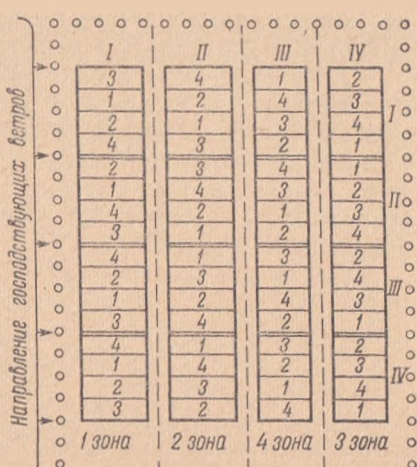 Направление господствующих ветров
I II III IV
3 4 1 2
1 2 4 3
2 1 3 4
4 3 2 1
I
2 3 4 1
1 4 3 2
4 2 1 3
3 1 2 4
II
4 1 3 2
2 3 1 4
1 2 4 3
3 4 2 1
III
4 1 3 2
1 4 2 3
2 3 1 4
3 2 4 1
IV
1 зона 2 зона 4 зона 3 зона